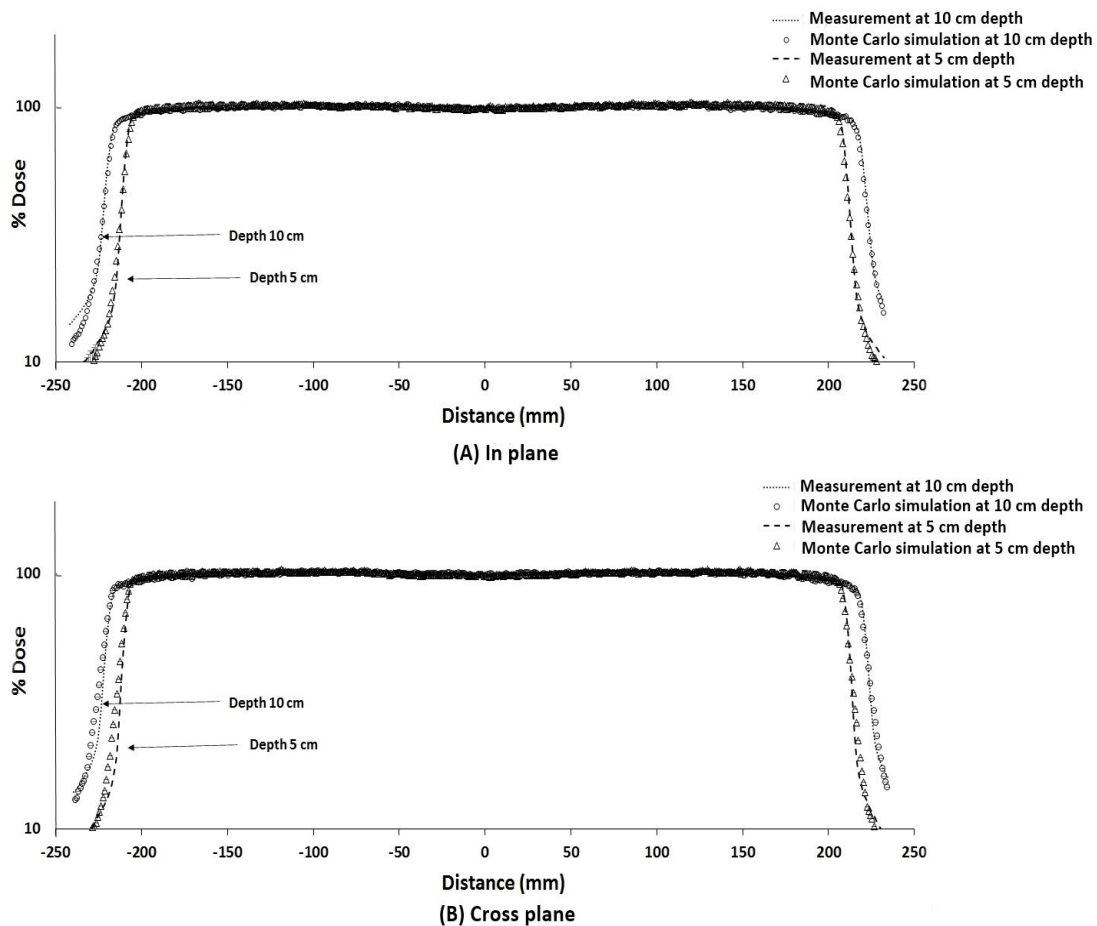 Measurement at 10 cm depth
Monte Carlo simulation at 10 cm depth
Measurement at 5 cm depth
Monte Carlo simulation at 5 cm depth
100
% Dose
Depth 10 cm
Depth 5 cm
10
-250 -200 -150 -100 -50 0 50 100 150 200 250
Distance (mm)
(A) In plane
Measurement at 10 cm depth
Monte Carlo simulation at 10 cm depth
Measurement at 5 cm depth
Monte Carlo simulation at 5 cm depth
100
% Dose
Depth 10 cm
Depth 5 cm
10
-250 -200 -150 -100 -50 0 50 100 150 200 250
Distance (mm)
(B) Cross plane